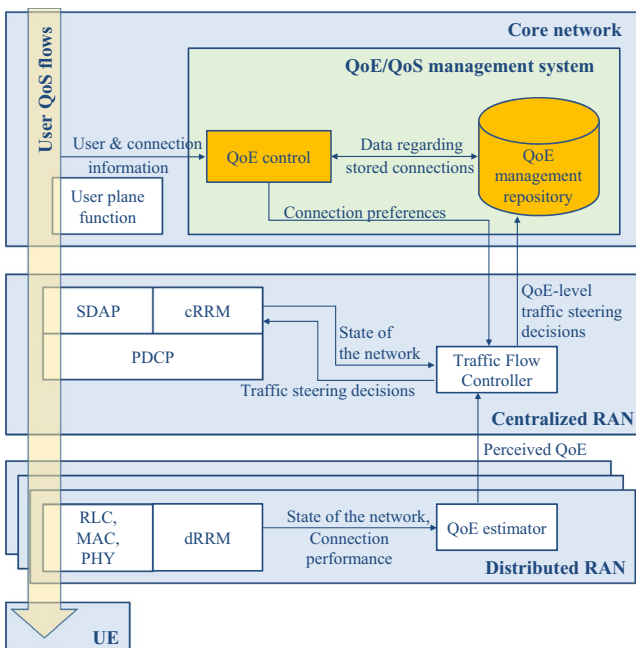 User QoS flows
Core network
QoE/QoS management system
User & connection
information
QoE control
Data regarding
stored connections
QoE
management
repository
User plane
function
Connection preferences
QoE-level
traffic steering
decisions
SDAP
cRRM
PDCP
State of
the network
Traffic steering decisions
Traffic Flow
Controller
Centralized RAN
Perceived QoE
RLC,
MAC,
PHY
dRRM
State of the network,
Connection
performance
QoE estimator
Distributed RAN
UE